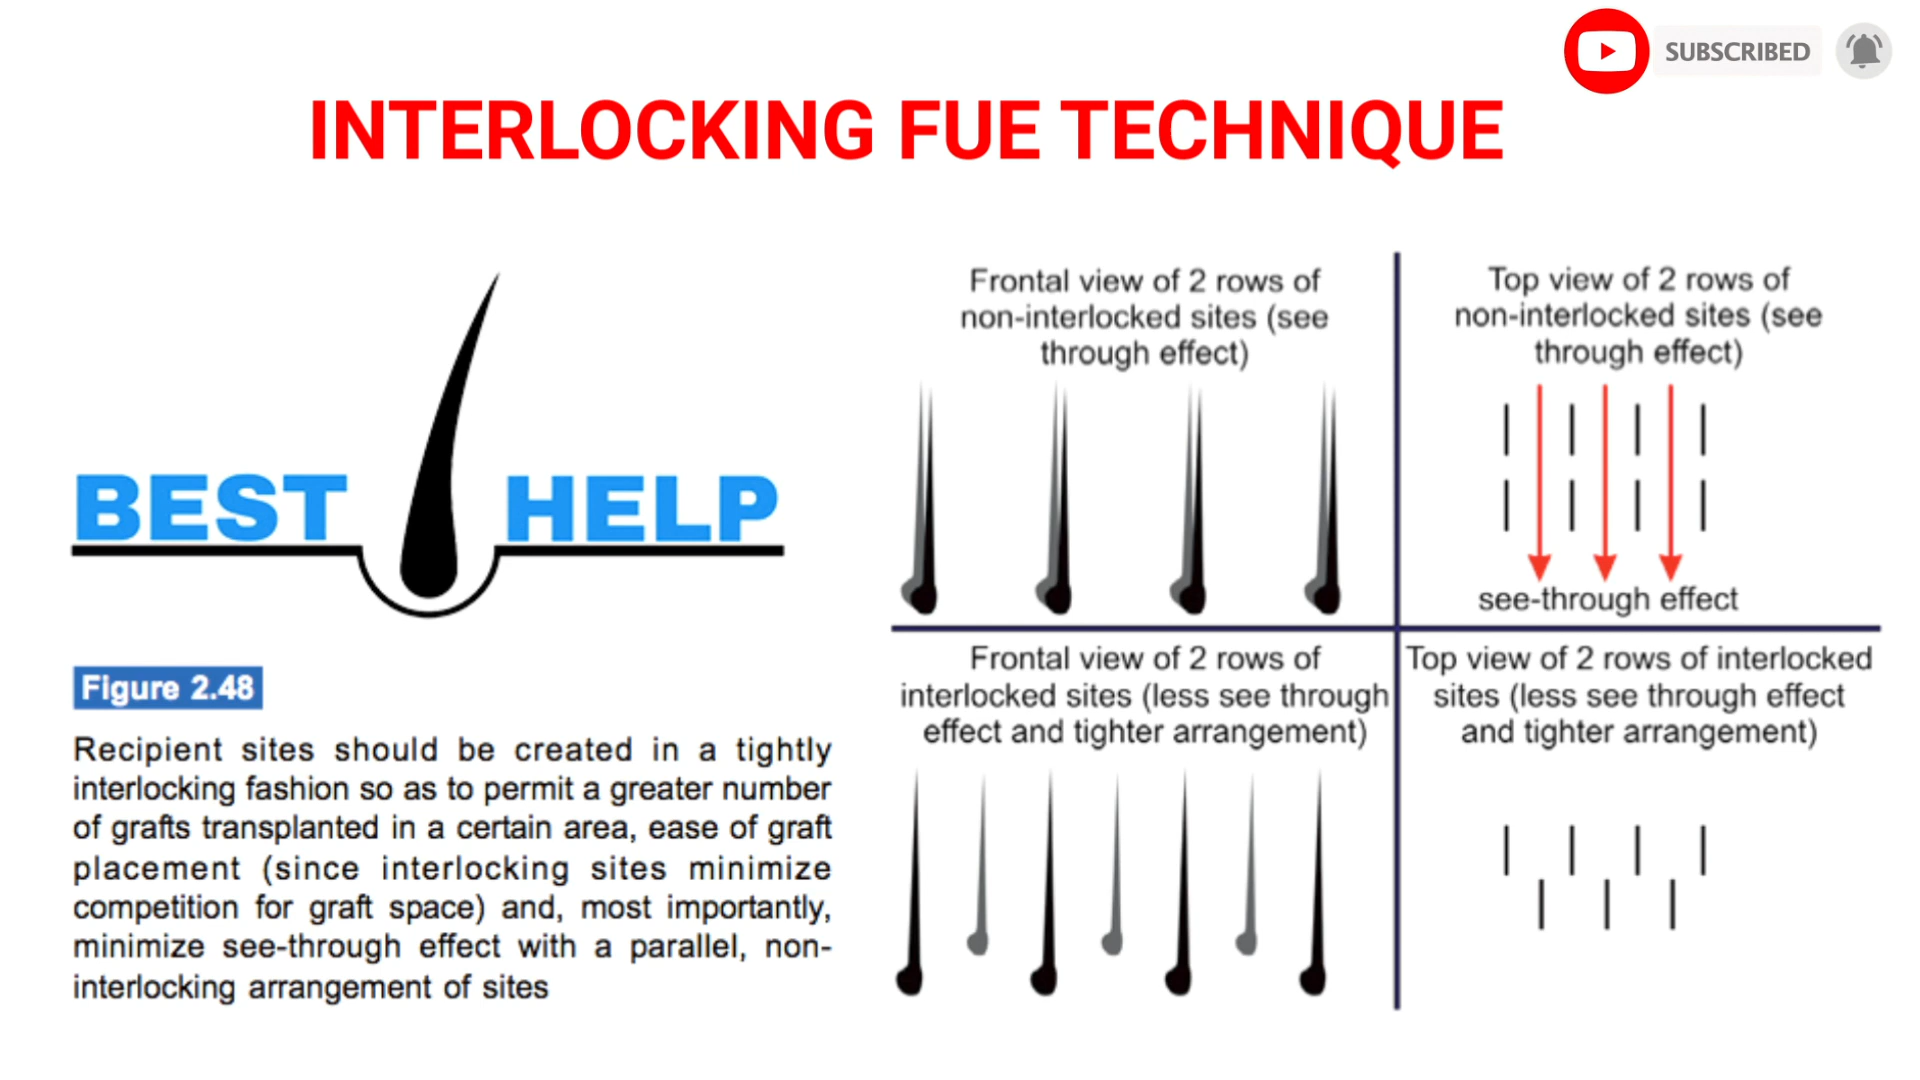 SUBSCRIBED
INTERLOCKING FUE TECHNIQUE
BEST HELP
Figure 2.48
Recipient sites should be created in a tightly
interlocking fashion so as to permit a greater number
of grafts transplanted in a certain area, ease of graft
placement (since interlocking sites minimize
competition for graft space) and, most importantly,
minimize see-through effect with a parallel, non-
interlocking arrangement of sites
Frontal view of 2 rows of
non-interlocked sites (see
through effect)
Top view of 2 rows of
non-interlocked sites (see
through effect)
see-through effect
Frontal view of 2 rows of
interlocked sites (less see through
effect and tighter arrangement)
Top view of 2 rows of interlocked
sites (less see through effect
and tighter arrangement)